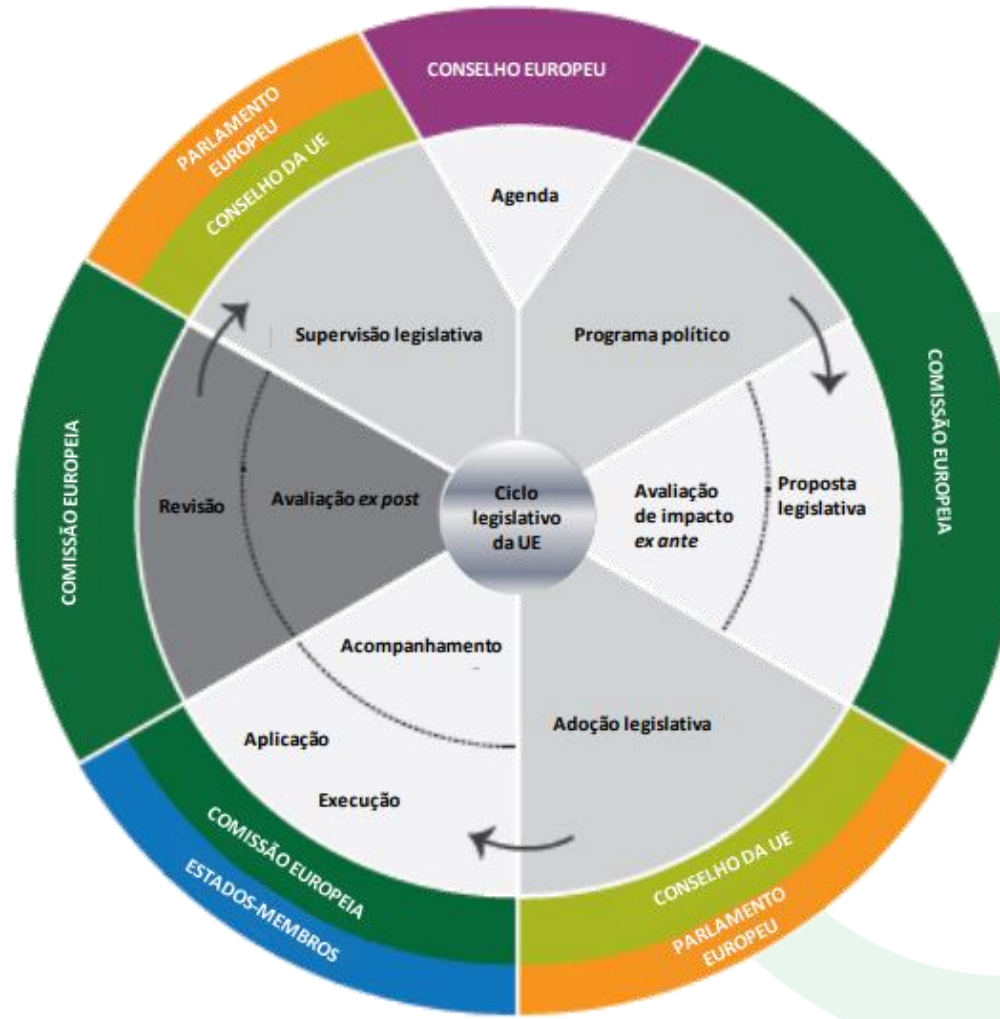 CONSELHO EUROPEU
Agenda
COMISSÃO EUROPEIA
Programa político
Proposta
legislativa
Avaliação
de impacto
ex ante
CONSELHO DA UE
PARLAMENTO
EUROPEU
Adoção legislativa
Acompanhamento
Aplicação
Execução
COMISSÃO EUROPEIA
ESTADOS-MEMBROS
COMISSÃO EUROPEIA
Revisão
Avaliação ex post
PARLAMENTO
EUROPEU
CONSELHO DA UE
Supervisão legislativa
Ciclo
legislativo
da UE